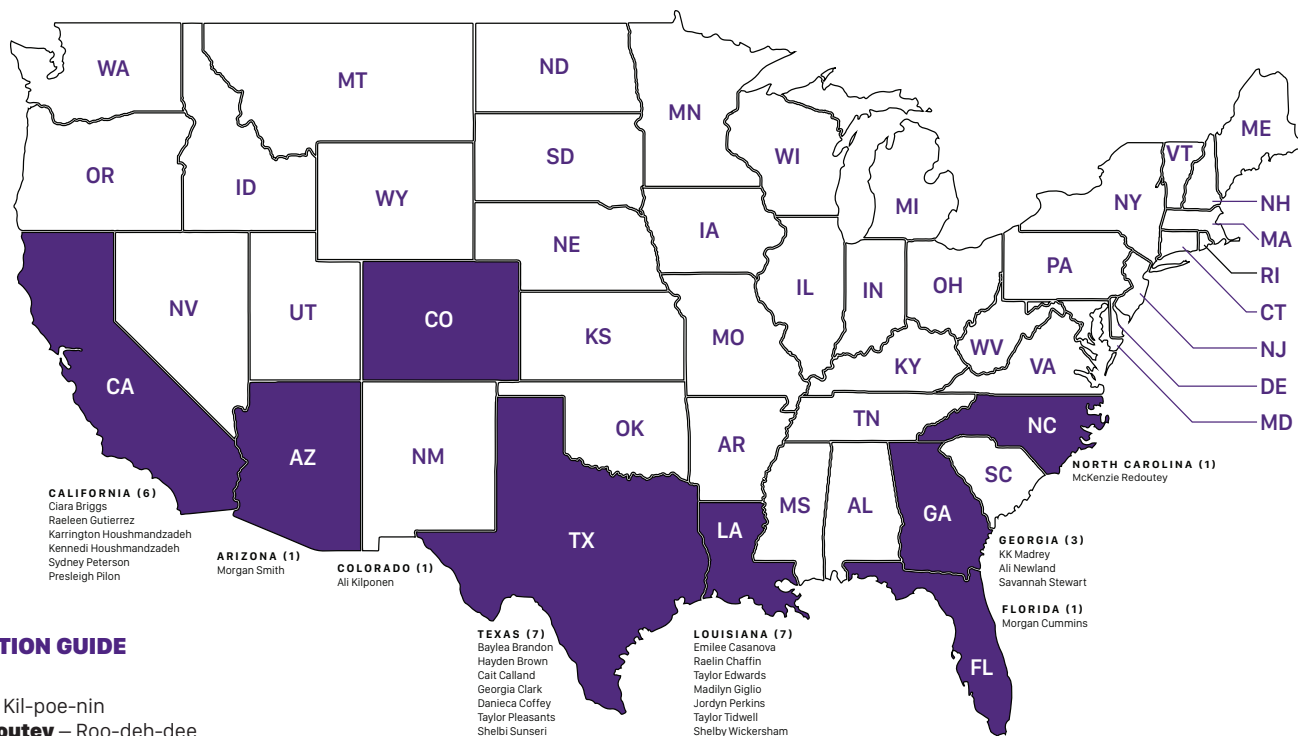 WA
MT
ND
MN
ME
OR
ID
WY
SD
WI
MI
VT
NY
NH
MA
RI
CT
NJ
DE
MD
NV
UT
CO
NE
IA
IL
IN
OH
PA
KS
MO
KY
WV
VA
CA
AZ
NM
OK
AR
TN
NC
SC
TX
LA
MS
AL
GA
FL
CALIFORNIA (6)
Ciara Briggs
Raeleen Gutierrez
Karrington Houshmandzadeh
Kennedi Houshmandzadeh
Sydney Peterson
Presleigh Pilon
ARIZONA (1)
Morgan Smith
COLORADO (1)
Ali Kilponen
TEXAS (7)
Baylea Brandon
Hayden Brown
Cait Calland
Georgia Clark
Danieca Coffey
Taylor Pleasants
Shelbi Sunseri
LOUISIANA (7)
Emilee Casanova
Raelin Chaffin
Taylor Edwards
Madilyn Giglio
Jordyn Perkins
Taylor Tidwell
Shelby Wickersham
NORTH CAROLINA (1)
McKenzie Redoutey
GEORGIA (3)
KK Madrey
Ali Newland
Savannah Stewart
FLORIDA (1)
Morgan Cummins
TION GUIDE
Kil-poe-nin
outey – Roo-deh-dee